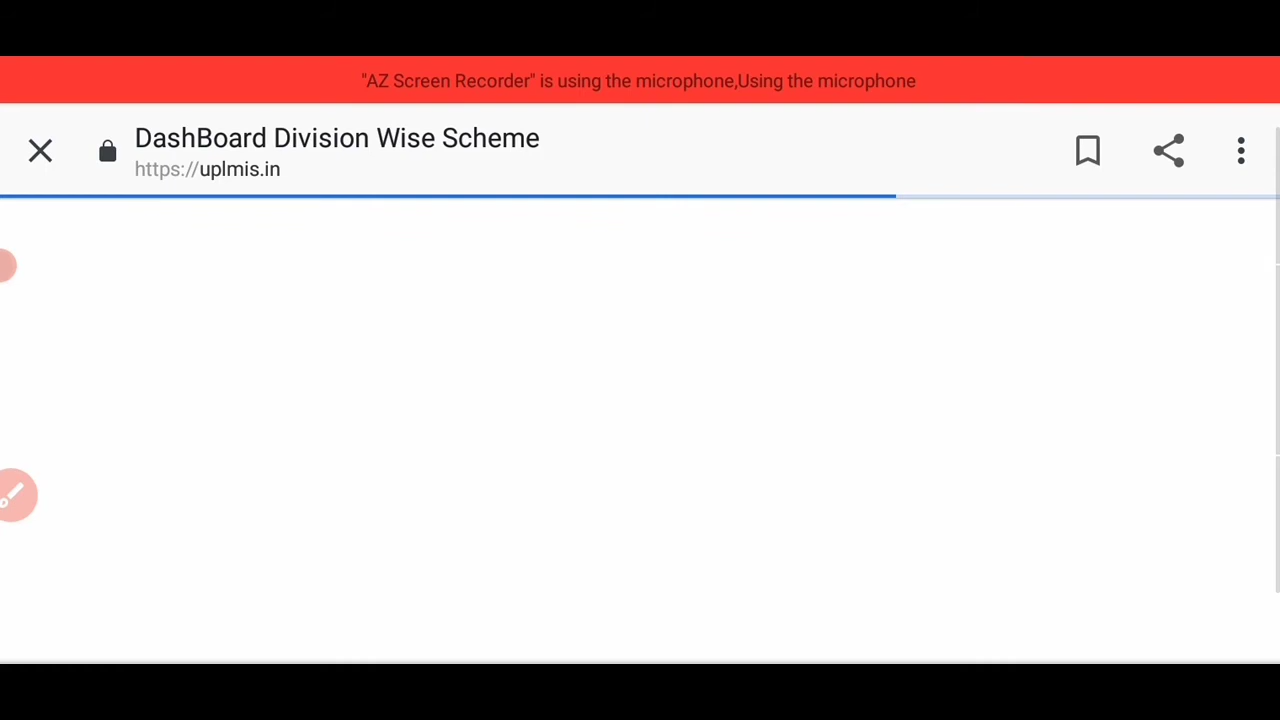 "AZ Screen Recorder" is using the microphone,Using the microphone
DashBoard Division Wise Scheme
https://uplmis.in